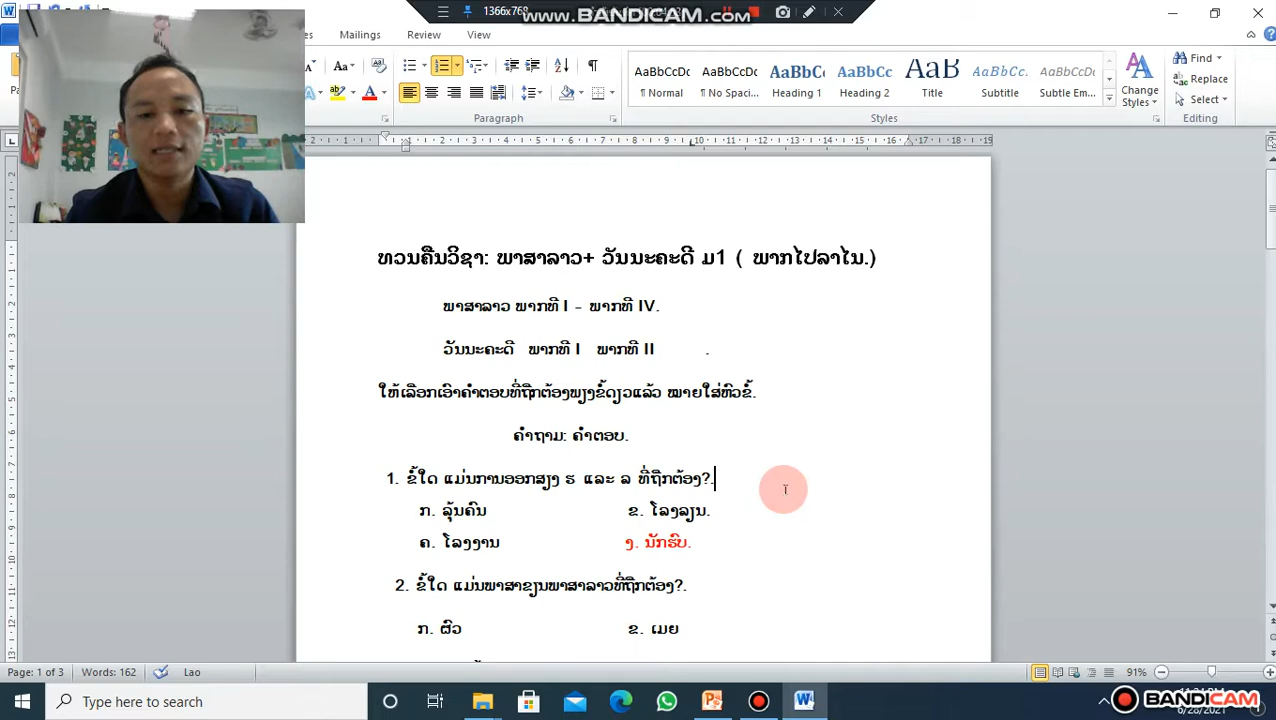 1366x768
www.BANDICAM.com
Mailings Review View
Aa
AaBbCcDc AaBbCcDc AaBbCc AaBbCc AaB AaBbCc. AaBbCcDc
¶ Normal ¶ No Spaci... Heading 1 Heading 2 Title Subtitle Subtle Em...
Change Styles
Find
Replace
Select
Paragraph Styles Editing
ທວນຄືນວິຊາ: ພາສາລາວ+ ວັນນະຄະດີ ມ1 ( ພາກໄປລາໄນ.)
ພາສາລາວ ພາກທີ I – ພາກທີ IV.
ວັນນະຄະດີ ພາກທີ I ພາກທີ II .
ໃຫ້ເລືອກເອົາຄຳຕອບທີ່ຖືກຕ້ອງພຽງຂໍ້ດຽວແລ້ວ ໝາຍໃສ່ຫົວຂໍ້.
ຄຳຖາມ: ຄຳຕອບ.
1. ຂໍ້ໃດ ແມ່ນການອອກສຽງ ຣ ແລະ ລ ທີ່ຖືກຕ້ອງ?.
ກ. ລຸ້ນຄົນ ຂ. ໂລງລຽນ.
ຄ. ໂລງງານ ງ. ນັກຮົບ.
2. ຂໍ້ໃດ ແມ່ນພາສາຂຽນພາສາລາວທີ່ຖືກຕ້ອງ?.
ກ. ຜົວ ຂ. ເມຍ
Page: 1 of 3 Words: 162 Lao 91%
Type here to search
BANDICAM
6/28/2021